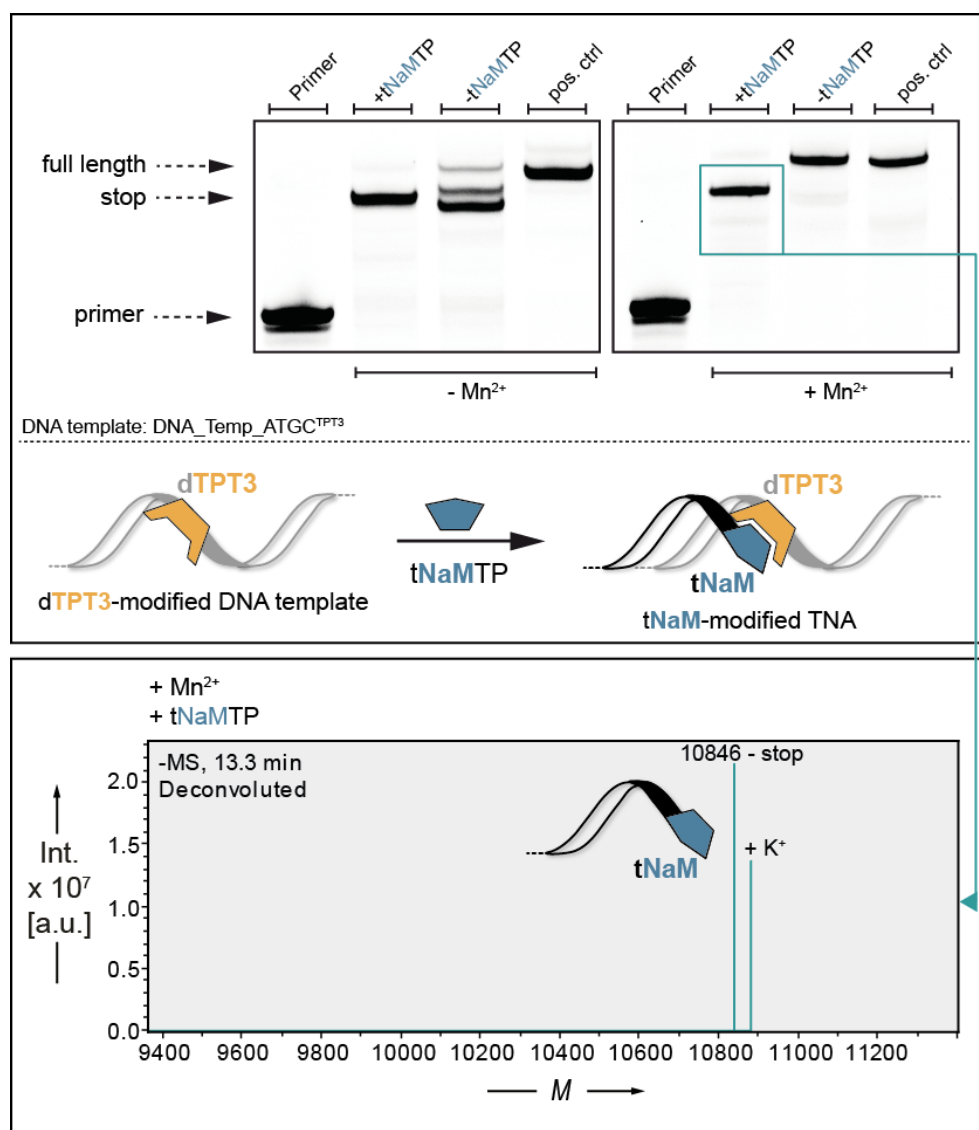 Primer +tNaMTP -tNaMTP pos. ctrl Primer +tNaMTP -tNaMTP pos. ctrl
full length
stop
primer
- Mn²⁺ + Mn²⁺
DNA template: DNA_Temp_ATGCᵀᴾᵀ³
dTPT3 dTPT3
tNaMTP
tNaM
dTPT3-modified DNA template
tNaM-modified TNA
+ Mn²⁺
+ tNaMTP
-MS, 13.3 min
Deconvoluted
10846 - stop
+ K⁺
tNaM
Int.
x 10⁷
[a.u.]
2.0
1.5
1.0
0.5
0.0
9400 9600 9800 10000 10200 10400 10600 10800 11000 11200
M